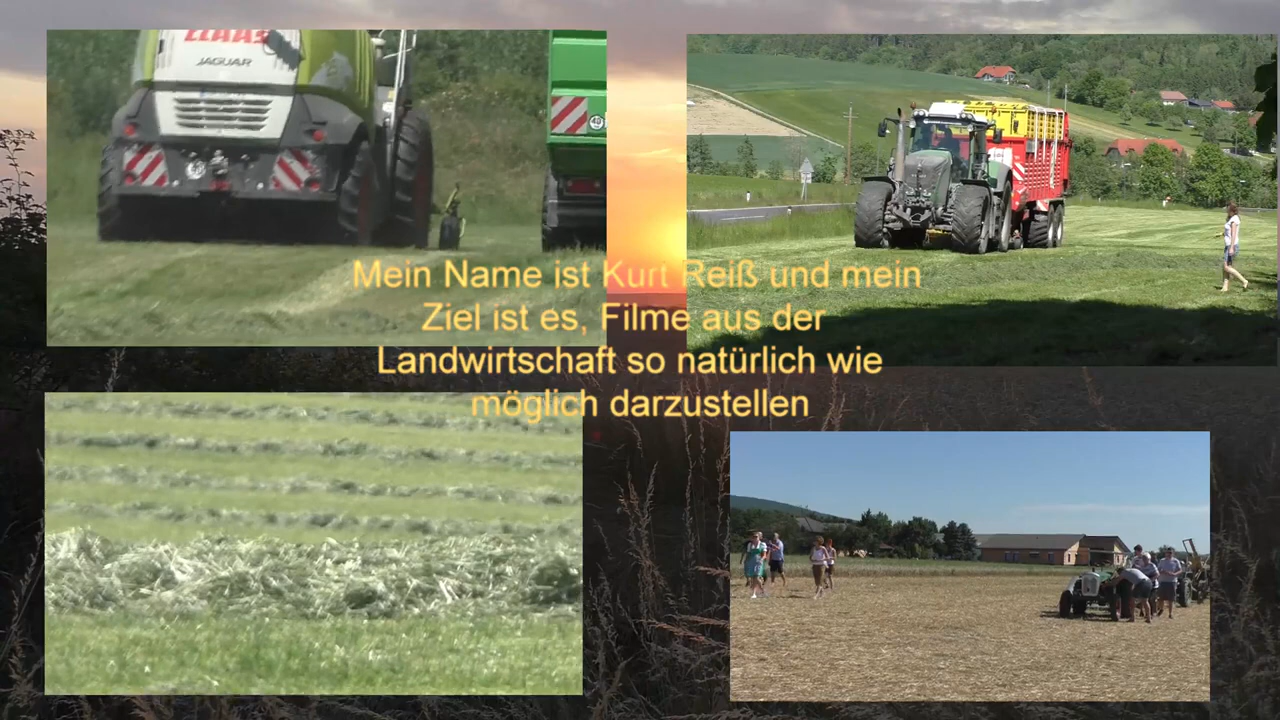 CLAAS
JAGUAR
40
Mein Name ist Kurt Reiß und mein
Ziel ist es, Filme aus der
Landwirtschaft so natürlich wie
möglich darzustellen